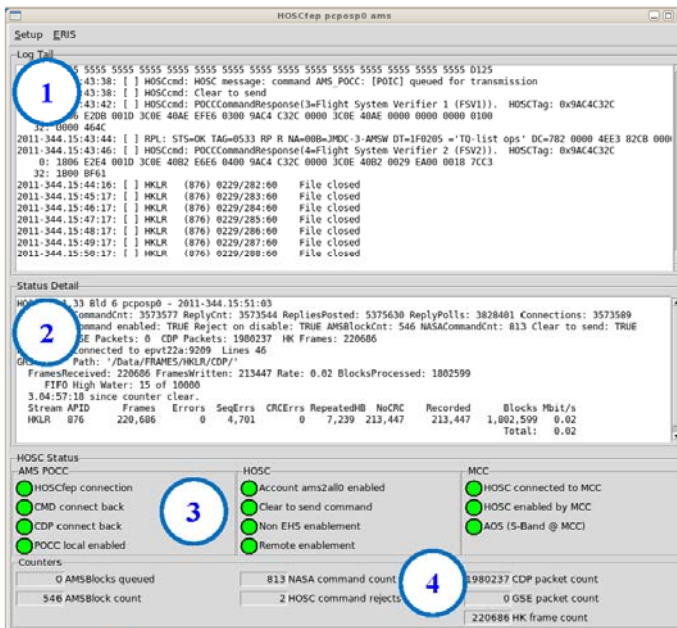 HOSCfep pcposp0 ams
Setup ERIS
Log Tail
5555 5555 5555 5555 5555 5555 5555 5555 5555 5555 5555 5555 D125
:43:38: [ ] HOSCcmd: HOSC message: command AMS_POCC: [POIC] queued for transmission
:43:38: [ ] HOSCcmd: Clear to send
:43:42: [ ] HOSCcmd: POCCCommandResponse(3=Flight System Verifier 1 (FSV1)). HOSCTag: 0x9AC4C32C
E2DB 001D 3C0E 40AE EFE6 0300 9AC4 C32C 0000 3C0E 40AE 0000 0000 0000 0100
32: 0000 464C
2011-344.15:43:44: [ ] RPL: STS=OK TAG=0533 RP R NA=00B=JMDC-3-AMSW DT=1F0205 ='TQ-list ops' DC=782 0000 4EE3 82CB
2011-344.15:43:46: [ ] HOSCcmd: POCCCommandResponse(4=Flight System Verifier 2 (FSV2)). HOSCTag: 0x9AC4C32C
0: 1806 E2E4 001D 3C0E 40B2 E6E6 0400 9AC4 C32C 0000 3C0E 40B2 0029 EA00 0018 7CC3
32: 1B00 BF61
2011-344.15:44:16: [ ] HKLR (876) 0229/282:60 File closed
2011-344.15:45:17: [ ] HKLR (876) 0229/283:60 File closed
2011-344.15:46:17: [ ] HKLR (876) 0229/284:60 File closed
2011-344.15:47:17: [ ] HKLR (876) 0229/285:60 File closed
2011-344.15:48:17: [ ] HKLR (876) 0229/286:60 File closed
2011-344.15:49:17: [ ] HKLR (876) 0229/287:60 File closed
2011-344.15:50:17: [ ] HKLR (876) 0229/288:60 File closed
1
Status Detail
1.33 Bld 6 pcposp0 - 2011-344.15:51:03
CommandCnt: 3573577 ReplyCnt: 3573544 RepliesPosted: 5375630 ReplyPolls: 3828401 Connections: 3573589
enabled: TRUE Reject on disable: TRUE AMSBlockCnt: 546 NASACommandCnt: 813 Clear to send: TRUE
Packets: 0 CDP Packets: 1980237 HK Frames: 220686
connected to epvt22a:9209 Lines 46
Path: '/Data/FRAMES/HKLR/CDP/'
FramesReceived: 220686 FramesWritten: 213447 Rate: 0.02 BlocksProcessed: 1802599
FIFO High Water: 15 of 10000
3.04:57:18 since counter clear.
Stream APID Frames Errors SeqErrs CRCErrs RepeatedHB NoCRC Recorded Blocks Mbit/s
HKLR 876 220,686 0 4,701 0 7,239 213,447 213,447 1,802,599 0.02
Total: 0.02
2
HOSC Status
AMS POCC HOSC MCC
HOSCfep connection Account ams2all0 enabled HOSC connected to MCC
CMD connect back Clear to send command HOSC enabled by MCC
CDP connect back Non EHS enablement AOS (S-Band @ MCC)
POCC local enabled Remote enablement
3
Counters
0 AMSBlocks queued 813 NASA command count 1980237 CDP packet count
546 AMSBlock count 2 HOSC command rejects 0 GSE packet count
220686 HK frame count
4